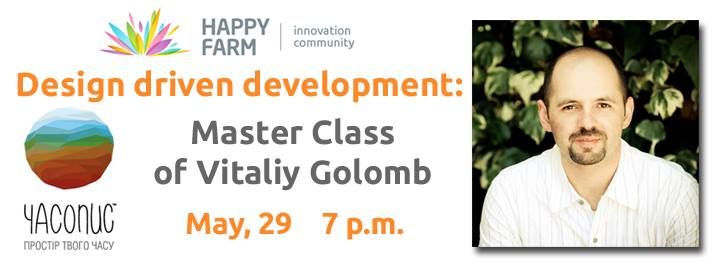 HAPPY
FARM
innovation
community
Design driven development:
Master Class
of Vitaliy Golomb
May, 29 7 p.m.
ЧАСОПИС
ПРОСТІР ТВОГО ЧАСУ